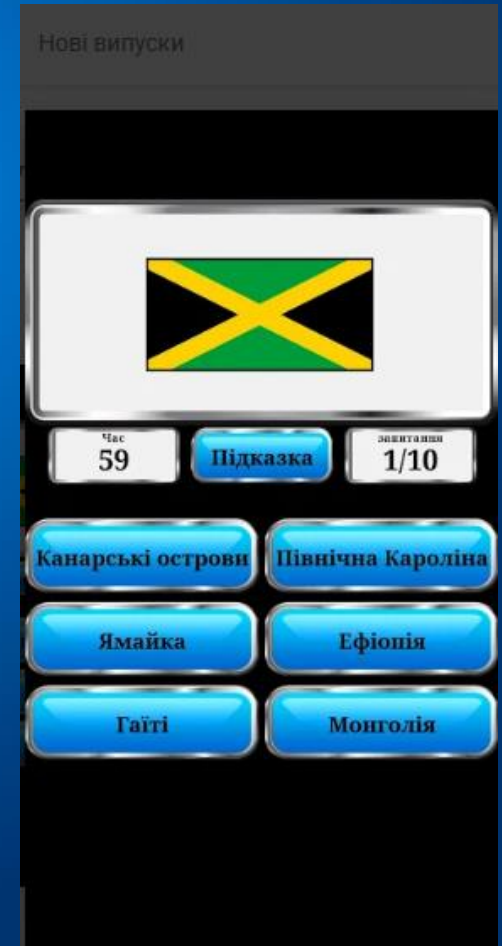 Нові випуски
Час
59
Підказка
запитання
1/10
Канарські острови
Північна Кароліна
Ямайка
Ефіопія
Гаїті
Монголія